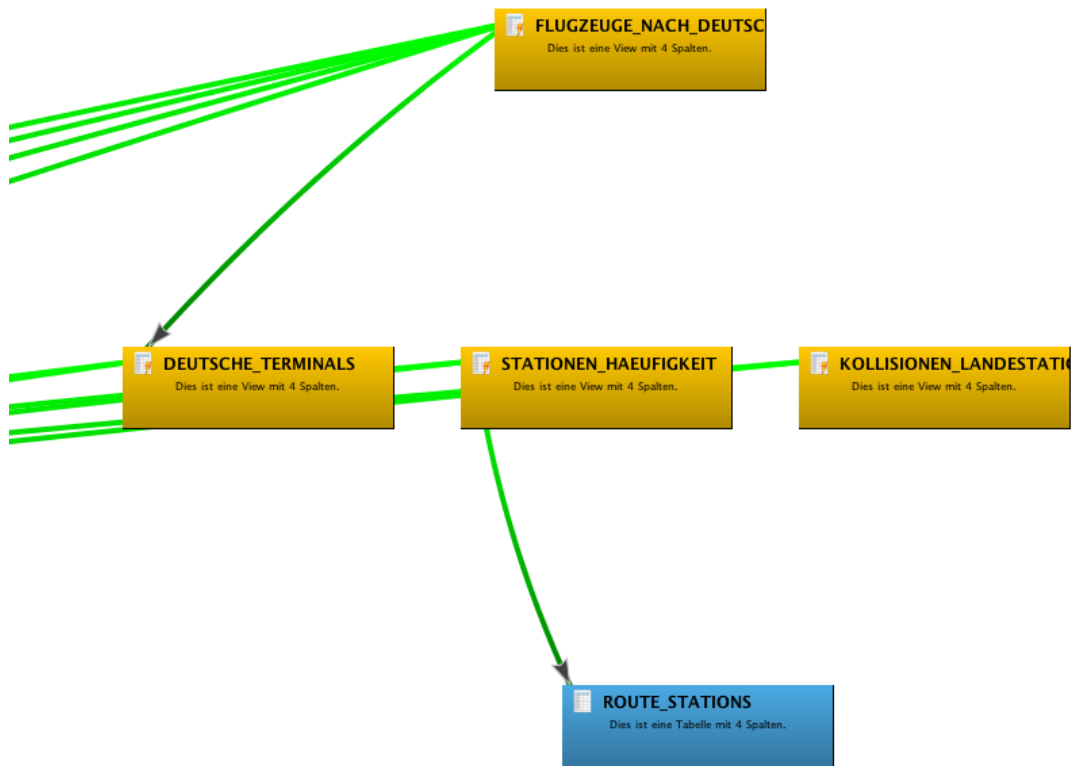 FLUGZEUGE_NACH_DEUTSC
Dies ist eine View mit 4 Spalten.
DEUTSCHE_TERMINALS
Dies ist eine View mit 4 Spalten.
STATIONEN_HAEUFIGKEIT
Dies ist eine View mit 4 Spalten.
KOLLISIONEN_LANDESTATIO
Dies ist eine View mit 4 Spalten.
ROUTE_STATIONS
Dies ist eine Tabelle mit 4 Spalten.